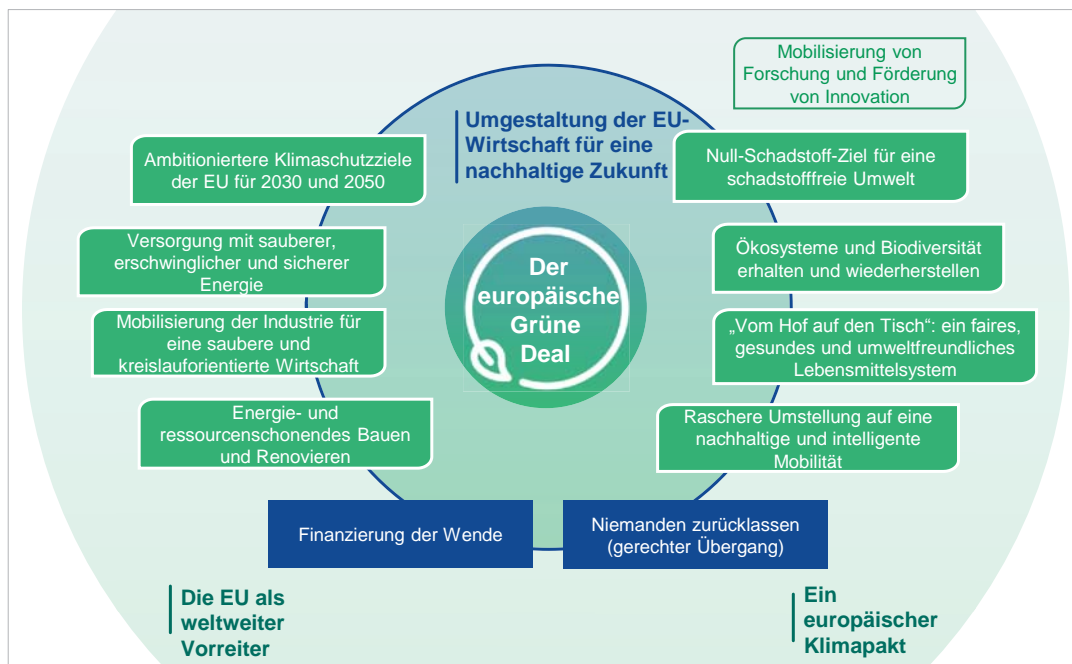 Mobilisierung von
Forschung und Förderung
von Innovation
Umgestaltung der EU-
Wirtschaft für eine
nachhaltige Zukunft
Ambitioniertere Klimaschutzziele
der EU für 2030 und 2050
Null-Schadstoff-Ziel für eine
schadstofffreie Umwelt
Versorgung mit sauberer,
erschwinglicher und sicherer
Energie
Ökosysteme und Biodiversität
erhalten und wiederherstellen
Der
europäische
Grüne
Deal
Mobilisierung der Industrie für
eine saubere und
kreislauforientierte Wirtschaft
„Vom Hof auf den Tisch“: ein faires,
gesundes und umweltfreundliches
Lebensmittelsystem
Energie- und
ressourcenschonendes Bauen
und Renovieren
Raschere Umstellung auf eine
nachhaltige und intelligente
Mobilität
Finanzierung der Wende
Niemanden zurücklassen
(gerechter Übergang)
Die EU als
weltweiter
Vorreiter
Ein
europäischer
Klimapakt